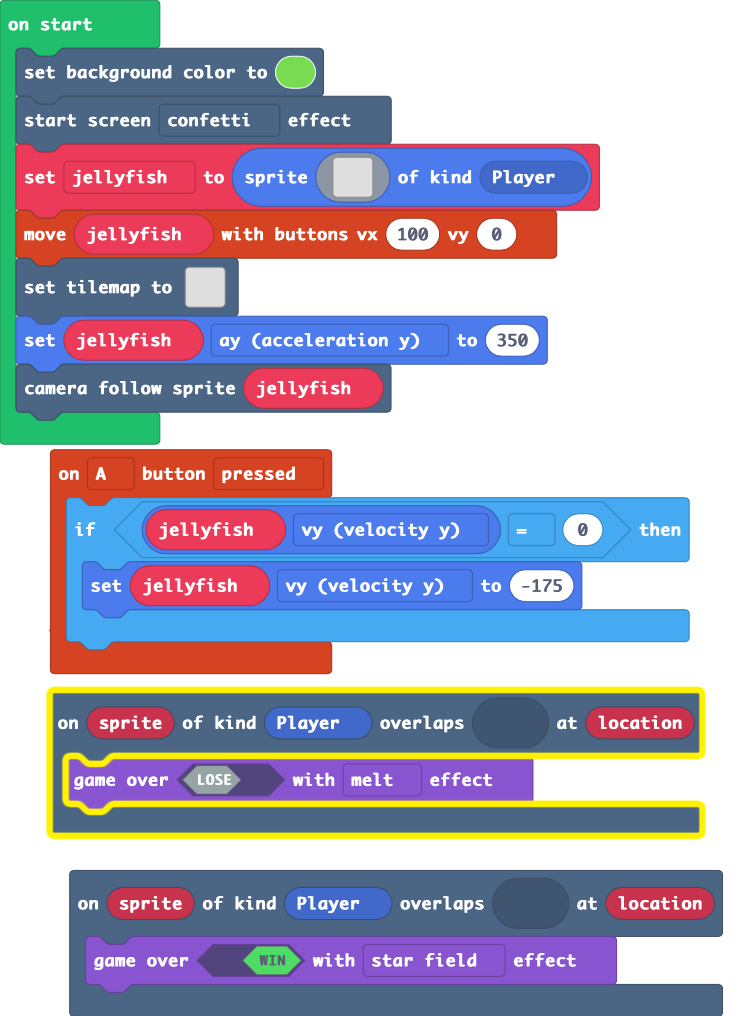 on start
set background color to
start screen confetti effect
set jellyfish to sprite of kind Player
move jellyfish with buttons vx 100 vy 0
set tilemap to
set jellyfish ay (acceleration y) to 350
camera follow sprite jellyfish
on A button pressed
if jellyfish vy (velocity y) = 0 then
set jellyfish vy (velocity y) to -175
on sprite of kind Player overlaps at location
game over LOSE with melt effect
on sprite of kind Player overlaps at location
game over WIN with star field effect